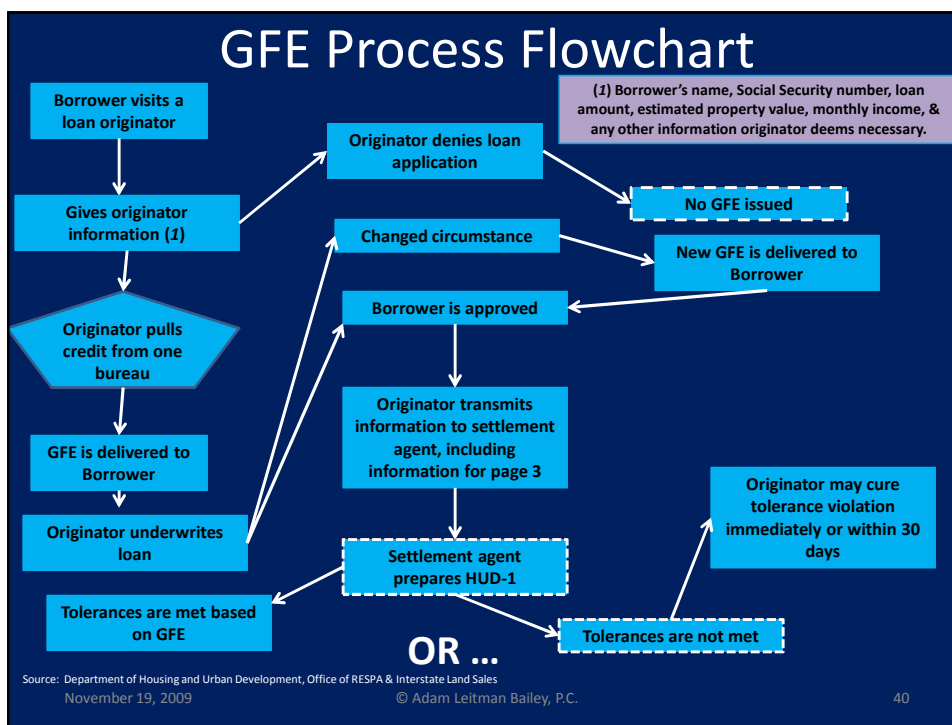 GFE Process Flowchart
Borrower visits a
loan originator
(1) Borrower's name, Social Security number, loan
amount, estimated property value, monthly income, &
any other information originator deems necessary.
Originator denies loan
application
Gives originator
information (1)
No GFE issued
Changed circumstance
New GFE is delivered to
Borrower
Borrower is approved
Originator pulls
credit from one
bureau
Originator transmits
information to settlement
agent, including
information for page 3
GFE is delivered to
Borrower
Originator may cure
tolerance violation
immediately or within 30
days
Originator underwrites
loan
Settlement agent
prepares HUD-1
Tolerances are met based
on GFE
Tolerances are not met
OR …
Source: Department of Housing and Urban Development, Office of RESPA & Interstate Land Sales
November 19, 2009
© Adam Leitman Bailey, P.C.
40